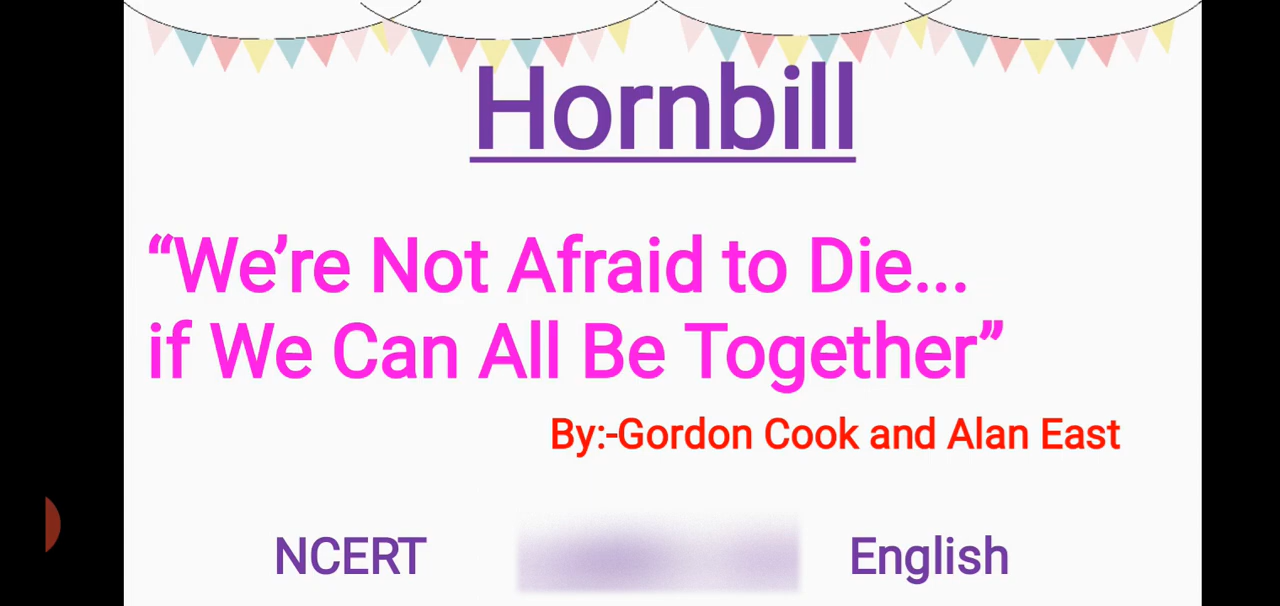 Hornbill
“We’re Not Afraid to Die...
if We Can All Be Together”
By:-Gordon Cook and Alan East
NCERT English